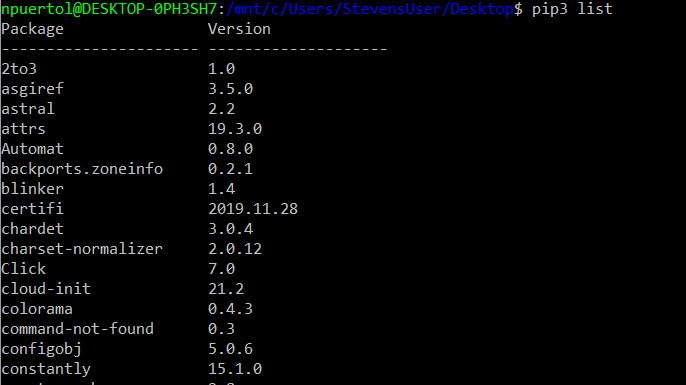 npuertol@DESKTOP-0PH3SH7:/mnt/c/Users/StevensUser/Desktop$ pip3 list
Package Version
---------------------- --------------------
2to3 1.0
asgiref 3.5.0
astral 2.2
attrs 19.3.0
Automat 0.8.0
backports.zoneinfo 0.2.1
blinker 1.4
certifi 2019.11.28
chardet 3.0.4
charset-normalizer 2.0.12
Click 7.0
cloud-init 21.2
colorama 0.4.3
command-not-found 0.3
configobj 5.0.6
constantly 15.1.0